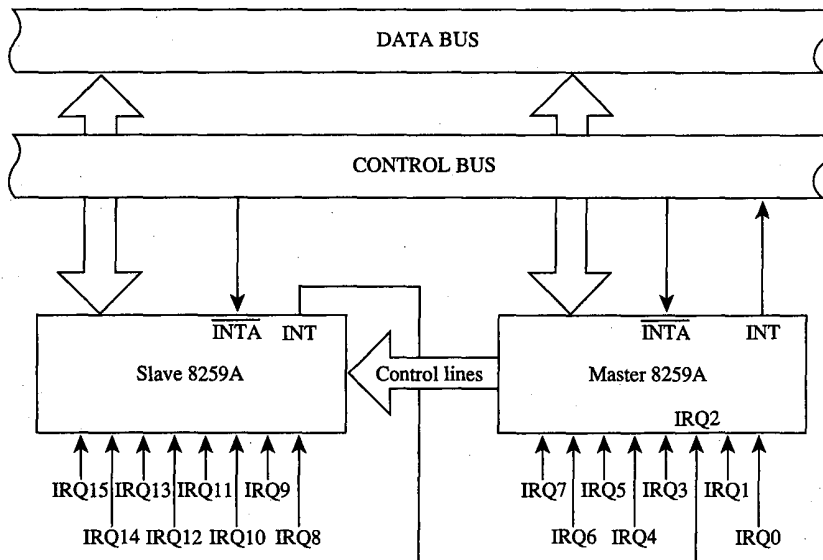 DATA BUS
CONTROL BUS
INTA INT
INTA INT
Slave 8259A
Control lines
Master 8259A
IRQ2
IRQ15 IRQ13 IRQ11 IRQ9
IRQ7 IRQ5 IRQ3 IRQ1
IRQ14 IRQ12 IRQ10 IRQ8
IRQ6 IRQ4 IRQ0